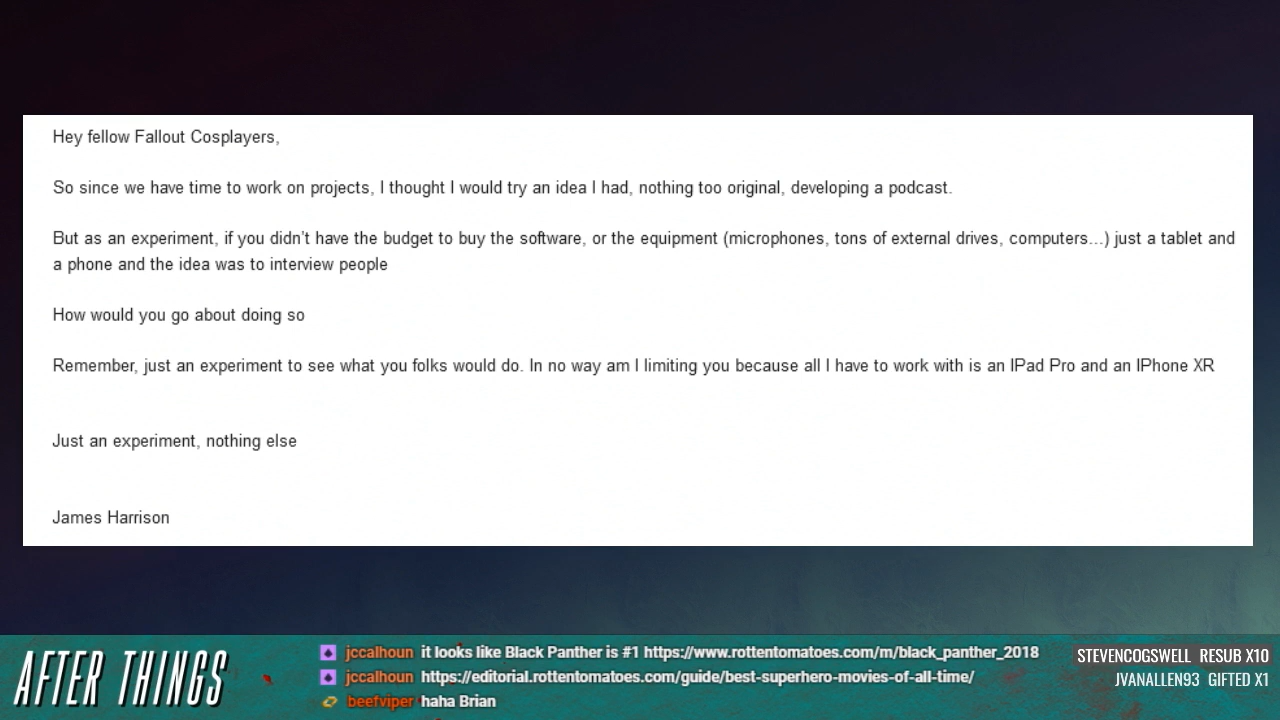 Hey fellow Fallout Cosplayers,
So since we have time to work on projects, I thought I would try an idea I had, nothing too original, developing a podcast.
But as an experiment, if you didn't have the budget to buy the software, or the equipment (microphones, tons of external drives, computers...) just a tablet and
a phone and the idea was to interview people
How would you go about doing so
Remember, just an experiment to see what you folks would do. In no way am I limiting you because all I have to work with is an IPad Pro and an IPhone XR
Just an experiment, nothing else
James Harrison
AFTER THINGS
jccalhoun it looks like Black Panther is #1 https://www.rottentomatoes.com/m/black_panther_2018
jccalhoun https://editorial.rottentomatoes.com/guide/best-superhero-movies-of-all-time/
beefviper haha Brian
STEVENCOGSWELL RESUB X10
JVANALLEN93 GIFTED X1